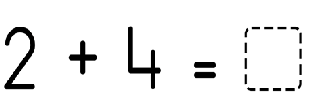 2 + 4 =